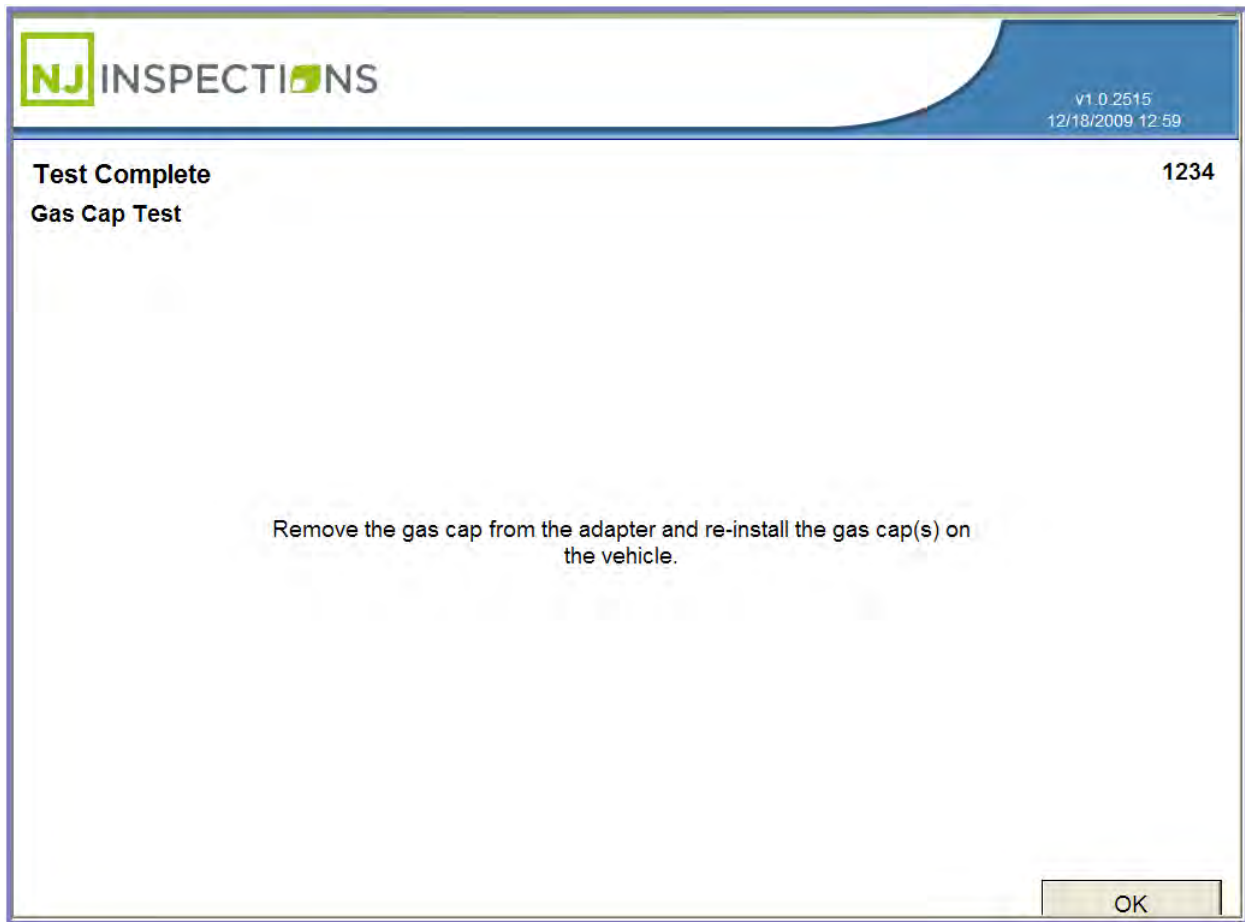 NJ INSPECTIONS
v1.0.2515
12/18/2009 12:59
Test Complete
1234
Gas Cap Test
Remove the gas cap from the adapter and re-install the gas cap(s) on
the vehicle.
OK